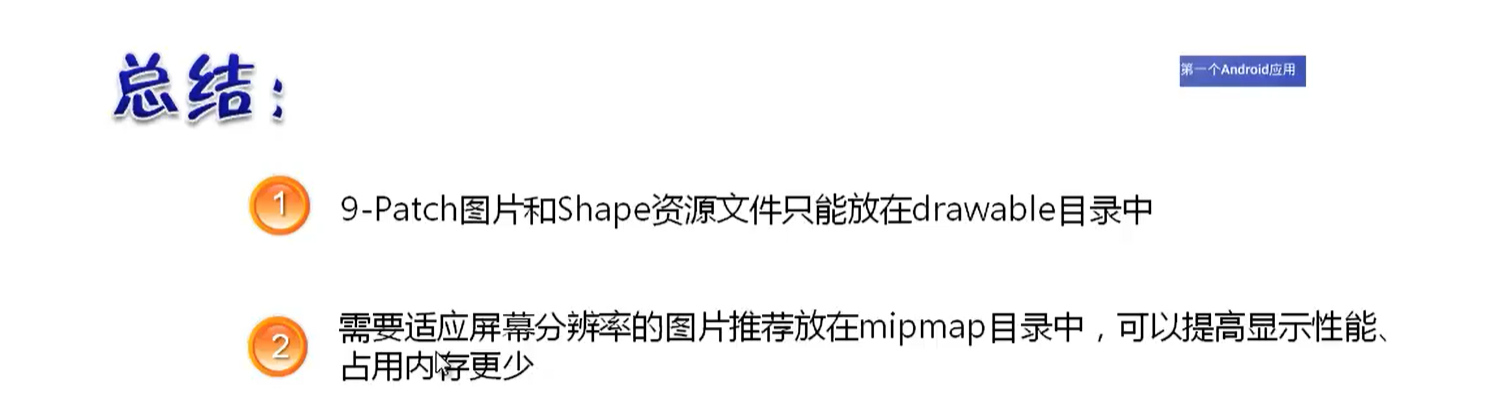 总结：
第一个Android应用
1
9-Patch图片和Shape资源文件只能放在drawable目录中
2
需要适应屏幕分辨率的图片推荐放在mipmap目录中，可以提高显示性能、
占用内存更少